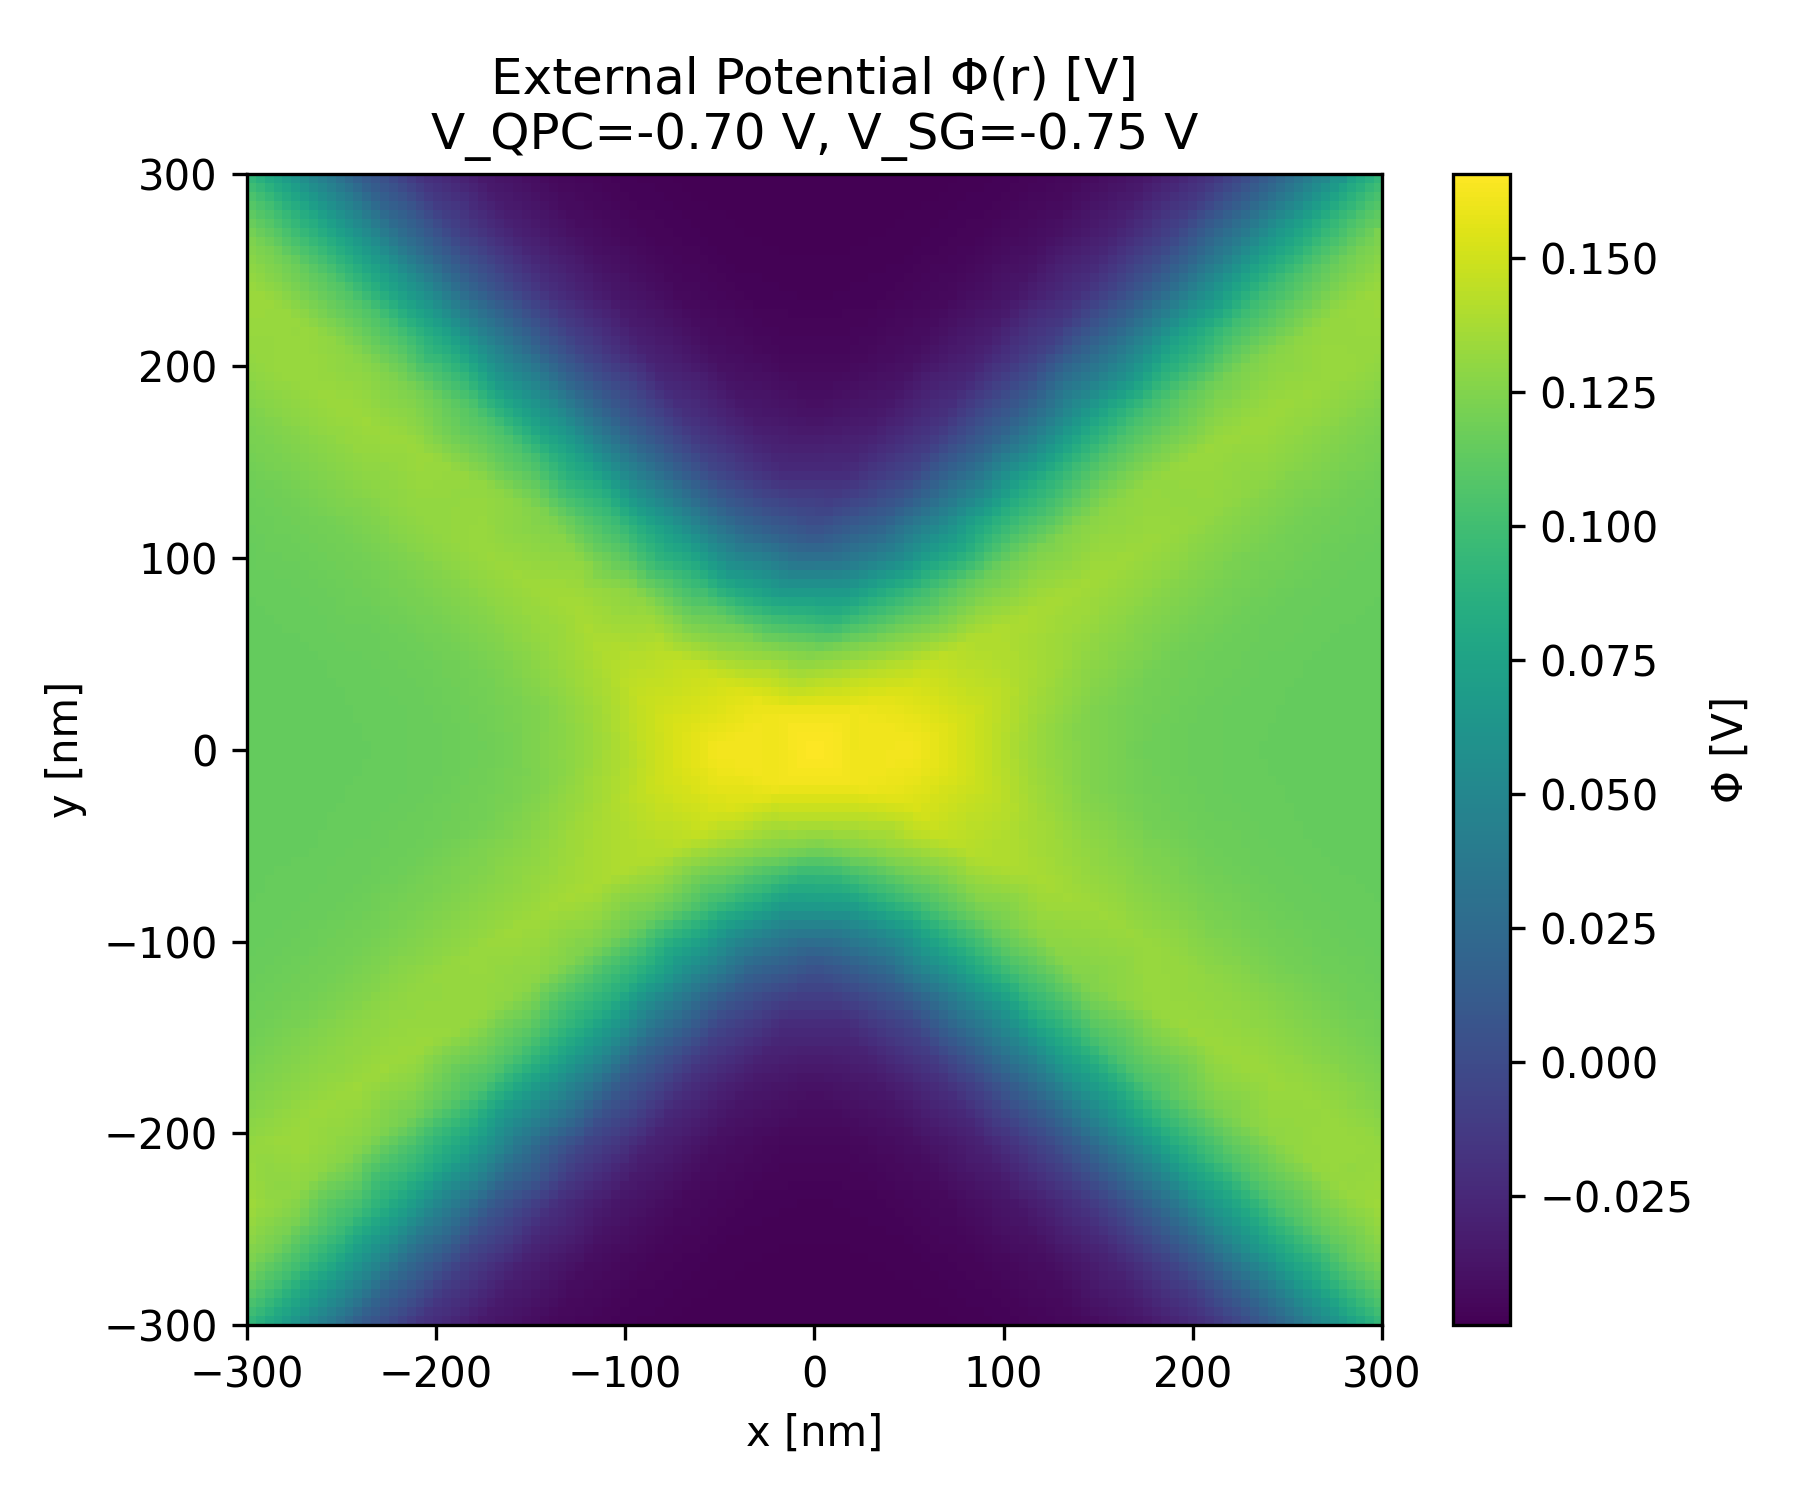 External Potential Φ(r) [V]
V_QPC=-0.70 V, V_SG=-0.75 V
300
200
100
0
−100
−200
−300
y [nm]
−300 −200 −100 0 100 200 300
x [nm]
0.150
0.125
0.100
0.075
0.050
0.025
0.000
−0.025
Φ [V]